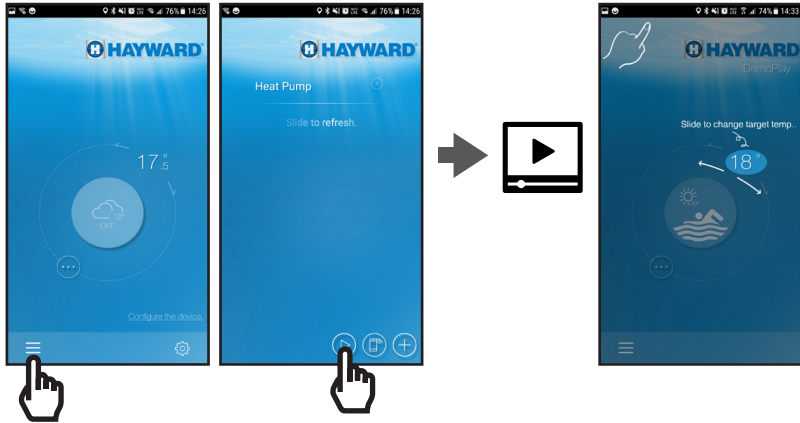 76% 14:26
HAYWARD
17.5°
12°
OFF
Configure the device.
76% 14:26
HAYWARD
Heat Pump
Slide to refresh.
74% 14:33
HAYWARD
DemoPlay
Slide to change target temp..
18°